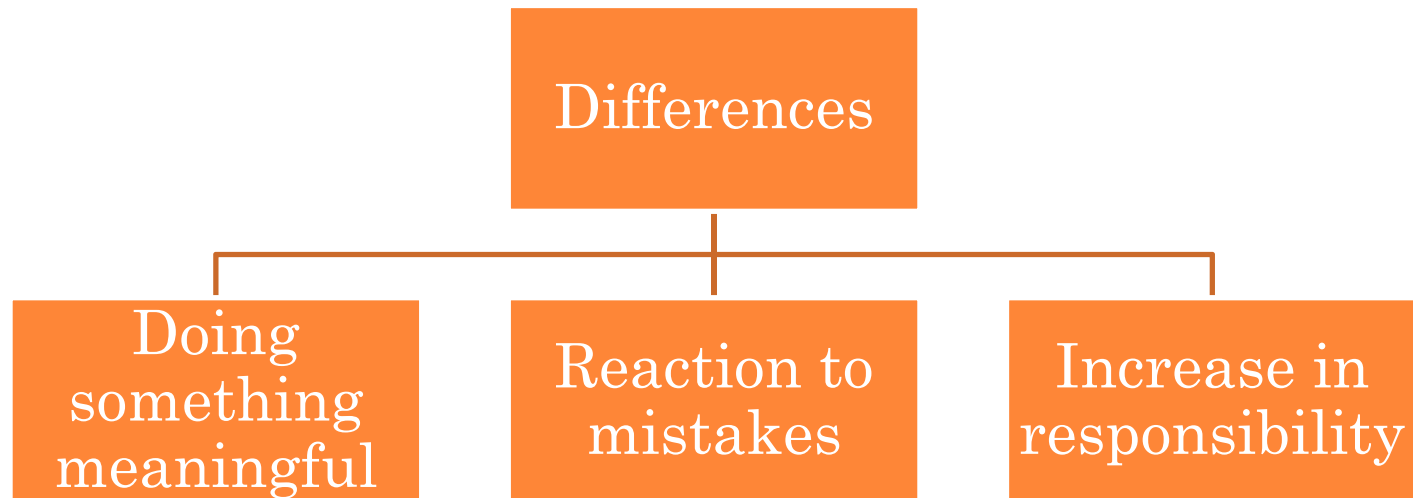 Differences
Doing
something
meaningful
Reaction to
mistakes
Increase in
responsibility